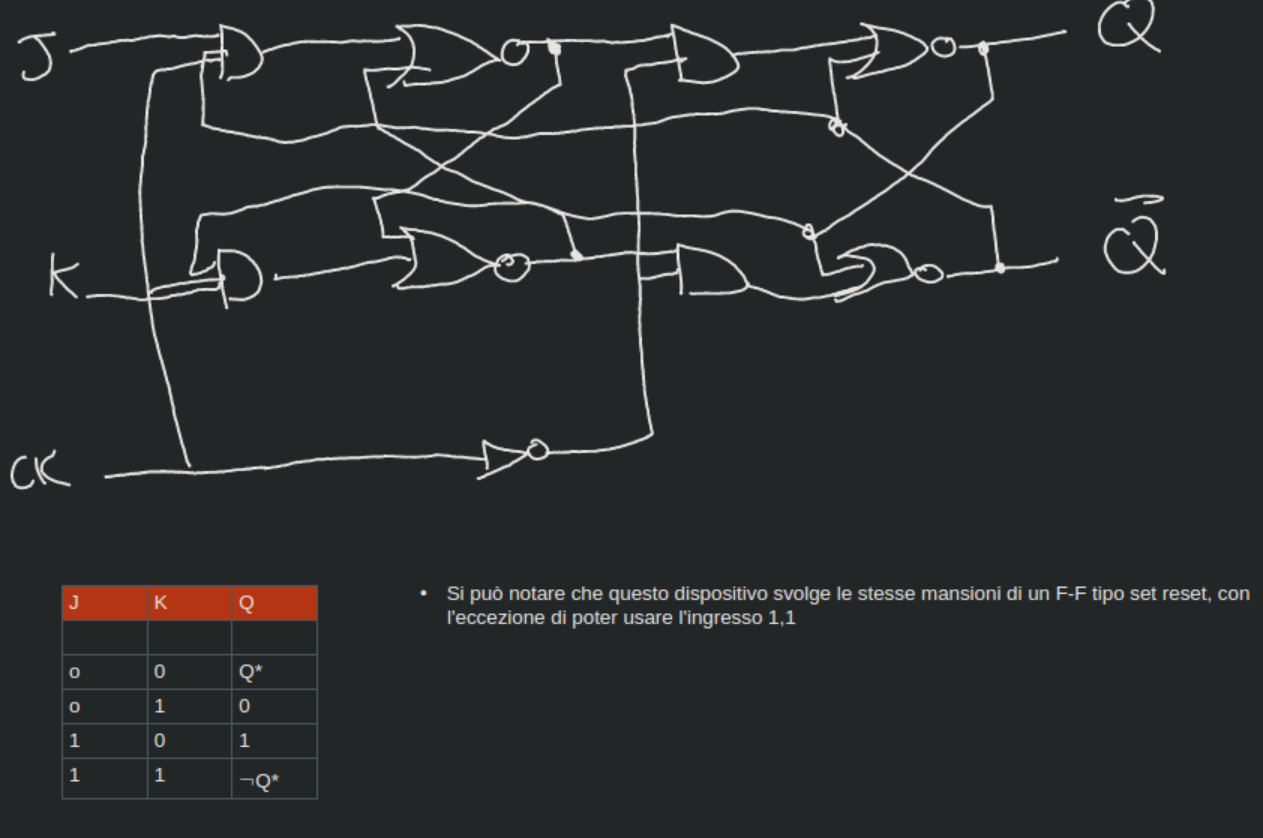 J
Q
K
Q̅
CK
J K Q
o 0 Q*
o 1 0
1 0 1
1 1 ¬Q*
• Si può notare che questo dispositivo svolge le stesse mansioni di un F-F tipo set reset, con
l'eccezione di poter usare l'ingresso 1,1